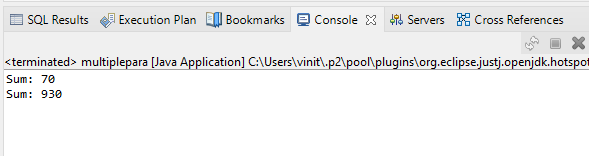 SQL Results Execution Plan Bookmarks Console Servers Cross References
<terminated> multiplepara [Java Application] C:\Users\vinit\.p2\pool\plugins\org.eclipse.justj.openjdk.hotspot
Sum: 70
Sum: 930